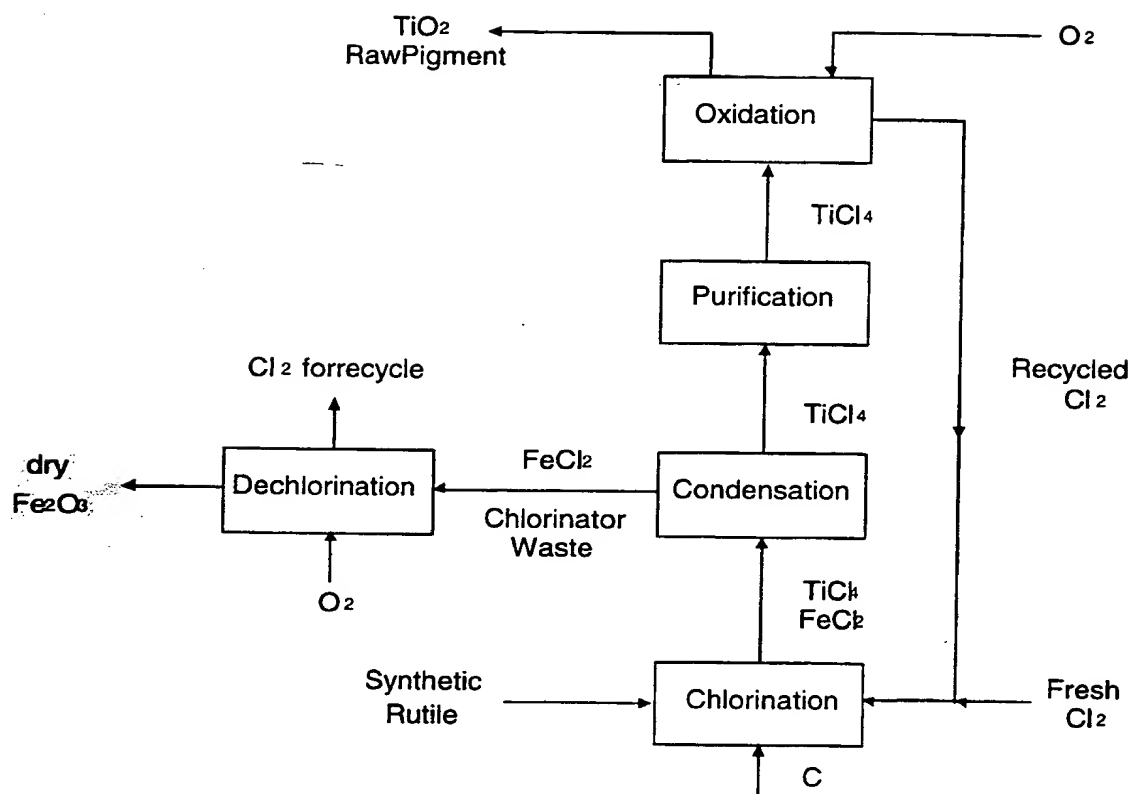 TiO2
RawPigment
O2
Oxidation
TiCl4
Purification
Recycled
Cl2
TiCl4
Cl2 forrecycle
FeCl2
dry
Fe2O3
Dechlorination
Condensation
Chlorinator
Waste
O2
TiCl4
FeCl2
Synthetic
Rutile
Chlorination
Fresh
Cl2
C